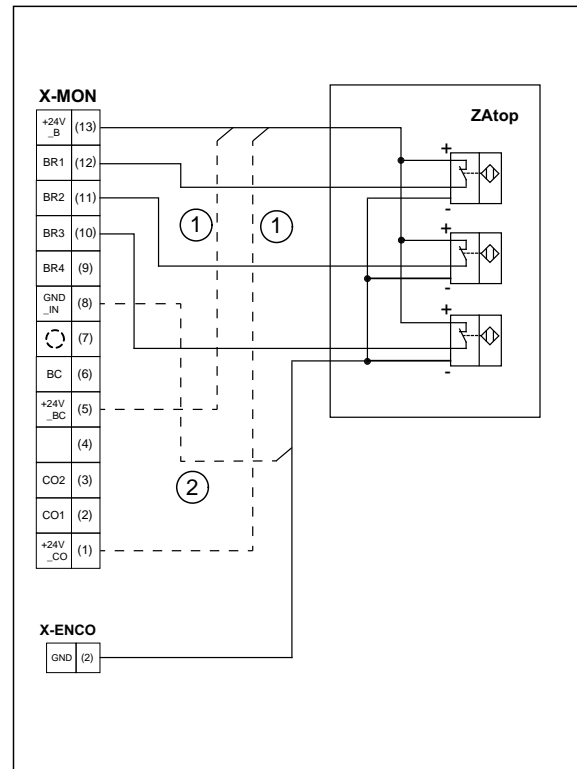 X-MON
ZAtop
+24V
_B
(13)
BR1
(12)
BR2
(11)
BR3
(10)
BR4
(9)
GND
_IN
(8)
(7)
BC
(6)
+24V
_BC
(5)
(4)
CO2
(3)
CO1
(2)
+24V
_CO
(1)
1
1
2
+
-
+
-
+
-
X-ENCO
GND
(2)